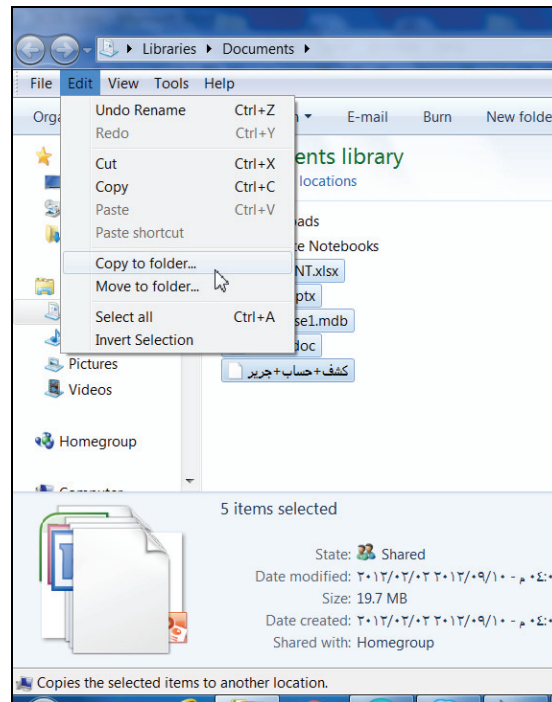 Libraries Documents
File Edit View Tools Help
Orga E-mail Burn New folde
Undo Rename Ctrl+Z
Redo Ctrl+Y
Cut Ctrl+X
Copy Ctrl+C
Paste Ctrl+V
Paste shortcut
Copy to folder...
Move to folder...
Select all Ctrl+A
Invert Selection
ents library
locations
ads
e Notebooks
NT.xlsx
ptx
se1.mdb
doc
كشف+حساب+جرير
Pictures
Videos
Homegroup
5 items selected
State: Shared
Date modified: ٢٠١٢/٠٢/٠٢ ٢٠١٢/٠٩/١٠ - م ٠٤:٠
Size: 19.7 MB
Date created: ٢٠١٢/٠٢/٠٢ ٢٠١٢/٠٩/١٠ - م ٠٤:٠
Shared with: Homegroup
Copies the selected items to another location.